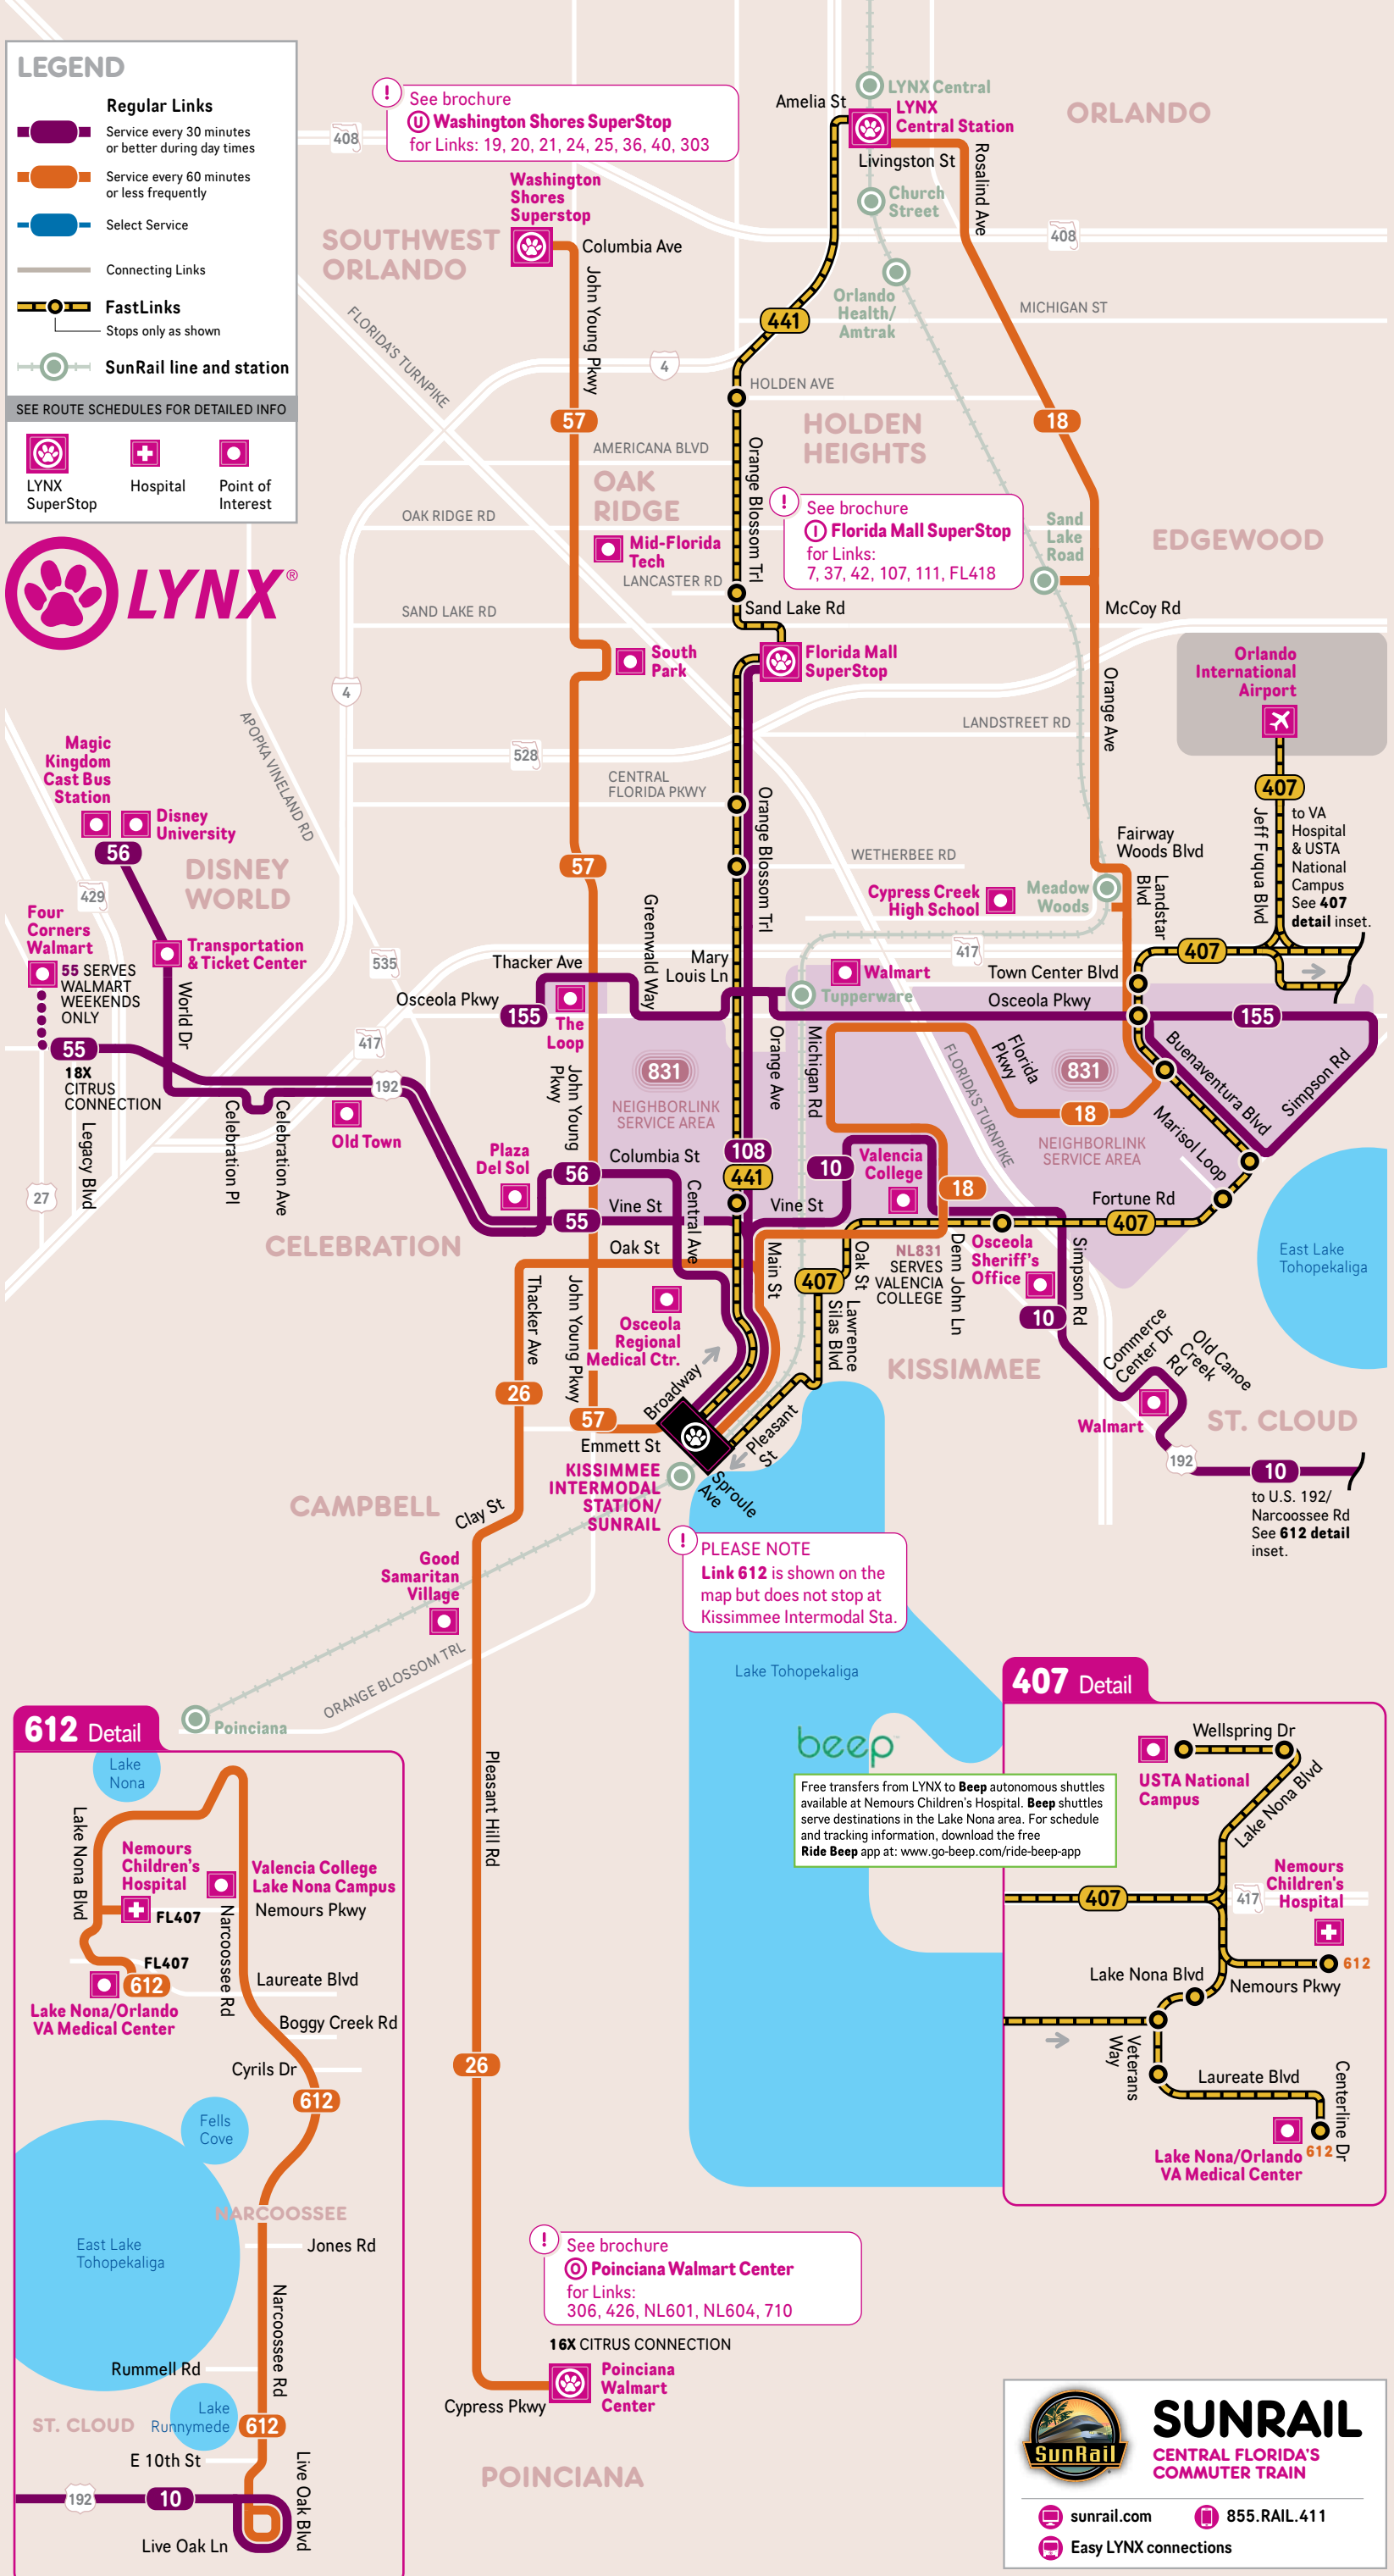 LEGEND
Regular Links
Service every 30 minutes
or better during day times
Service every 60 minutes
or less frequently
Select Service
Connecting Links
FastLinks
Stops only as shown
SunRail line and station
SEE ROUTE SCHEDULES FOR DETAILED INFO
LYNX
SuperStop
Hospital
Point of
Interest
LYNX®
!
See brochure
U Washington Shores SuperStop
for Links: 19, 20, 21, 24, 25, 36, 40, 303
408
Amelia St
LYNX Central
LYNX
Central Station
ORLANDO
Livingston St
Rosalind Ave
Church
Street
408
Washington
Shores
Superstop
Columbia Ave
SOUTHWEST
ORLANDO
John Young Pkwy
Orlando
Health/
Amtrak
MICHIGAN ST
FLORIDA'S TURNPIKE
441
4
HOLDEN AVE
57
18
HOLDEN
HEIGHTS
AMERICANA BLVD
Orange Blossom Trl
OAK
RIDGE
OAK RIDGE RD
!
See brochure
I Florida Mall SuperStop
for Links:
7, 37, 42, 107, 111, FL418
Sand
Lake
Road
EDGEWOOD
Mid-Florida
Tech
LANCASTER RD
SAND LAKE RD
Sand Lake Rd
McCoy Rd
South
Park
Florida Mall
SuperStop
Orlando
International
Airport
4
APOPKA VINELAND RD
LANDSTREET RD
Orange Ave
528
CENTRAL
FLORIDA PKWY
Orange Blossom Trl
407
Jeff Fuqua Blvd
to VA
Hospital
& USTA
National
Campus
See 407
detail inset.
Magic
Kingdom
Cast Bus
Station
Disney
University
56
DISNEY
WORLD
429
57
WETHERBEE RD
Fairway
Woods Blvd
Landstar
Blvd
Cypress Creek
High School
Meadow
Woods
Four
Corners
Walmart
55 SERVES
WALMART
WEEKENDS
ONLY
Transportation
& Ticket Center
World Dr
535
Greenwald Way
Mary
Louis Ln
417
407
Thacker Ave
Walmart
Town Center Blvd
Osceola Pkwy
Tupperware
Osceola Pkwy
155
The
Loop
155
55
18X
CITRUS
CONNECTION
417
192
John Young
Pkwy
831
NEIGHBORLINK
SERVICE AREA
Orange Ave
Michigan Rd
FLORIDA'S TURNPIKE
Florida
Pkwy
831
18
NEIGHBORLINK
SERVICE AREA
Buenaventura Blvd
Simpson Rd
Marisol Loop
Legacy Blvd
27
Celebration Pl
Celebration Ave
Old Town
Plaza
Del Sol
56
Columbia St
108
441
10
Valencia
College
18
55
Vine St
Central Ave
Vine St
Fortune Rd
407
CELEBRATION
Oak St
Main St
Oak St
NL831
SERVES
VALENCIA
COLLEGE
Denn John Ln
Osceola
Sheriff's
Office
Simpson Rd
East Lake
Tohopekaliga
407
Lawrence
Silas Blvd
10
Thacker Ave
John Young Pkwy
Osceola
Regional
Medical Ctr.
KISSIMMEE
Commerce
Center Dr
Old Canoe
Creek
Rd
26
Broadway
Walmart
ST. CLOUD
57
Emmett St
Pleasant
St
192
10
KISSIMMEE
INTERMODAL
STATION/
SUNRAIL
Sproule
Ave
to U.S. 192/
Narcoossee Rd
See 612 detail
inset.
CAMPBELL
Clay St
!
PLEASE NOTE
Link 612 is shown on the
map but does not stop at
Kissimmee Intermodal Sta.
Good
Samaritan
Village
ORANGE BLOSSOM TRL
Poinciana
Lake Tohopekaliga
Pleasant Hill Rd
beep™
Free transfers from LYNX to Beep autonomous shuttles
available at Nemours Children's Hospital. Beep shuttles
serve destinations in the Lake Nona area. For schedule
and tracking information, download the free
Ride Beep app at: www.go-beep.com/ride-beep-app
26
407 Detail
Wellspring Dr
USTA National
Campus
Lake Nona Blvd
Nemours
Children's
Hospital
407
417
612
Lake Nona Blvd
Nemours Pkwy
Veterans
Way
Laureate Blvd
Centerline Dr
612
Lake Nona/Orlando
VA Medical Center
612 Detail
Lake
Nona
Lake Nona Blvd
Nemours
Children's
Hospital
FL407
Valencia College
Lake Nona Campus
Nemours Pkwy
Narcoossee Rd
FL407
612
Laureate Blvd
Lake Nona/Orlando
VA Medical Center
Boggy Creek Rd
Cyrils Dr
612
Fells
Cove
NARCOOSSEE
East Lake
Tohopekaliga
Jones Rd
Narcoossee Rd
Rummell Rd
Lake
Runnymede
ST. CLOUD
612
E 10th St
Live Oak Blvd
192
10
Live Oak Ln
!
See brochure
O Poinciana Walmart Center
for Links:
306, 426, NL601, NL604, 710
16X CITRUS CONNECTION
Poinciana
Walmart
Center
Cypress Pkwy
POINCIANA
SunRail
SUNRAIL
CENTRAL FLORIDA'S
COMMUTER TRAIN
sunrail.com
855.RAIL.411
Easy LYNX connections